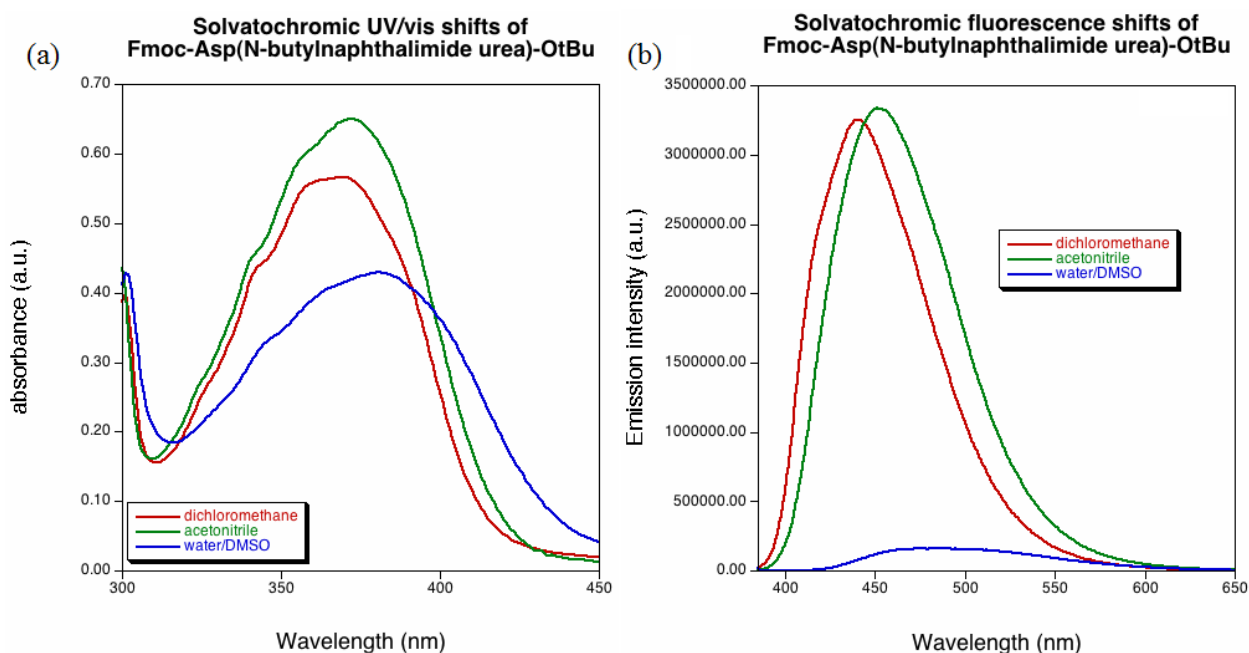 Solvatochromic UV/vis shifts of
Fmoc-Asp(N-butylnaphthalimide urea)-OtBu
(a)
0.70
0.60
0.50
0.40
0.30
0.20
0.10
0.00
absorbance (a.u.)
dichloromethane
acetonitrile
water/DMSO
300
350
400
450
Wavelength (nm)
Solvatochromic fluorescence shifts of
Fmoc-Asp(N-butylnaphthalimide urea)-OtBu
(b)
3500000.00
3000000.00
2500000.00
2000000.00
1500000.00
1000000.00
500000.00
0.00
Emission intensity (a.u.)
dichloromethane
acetonitrile
water/DMSO
400
450
500
550
600
650
Wavelength (nm)